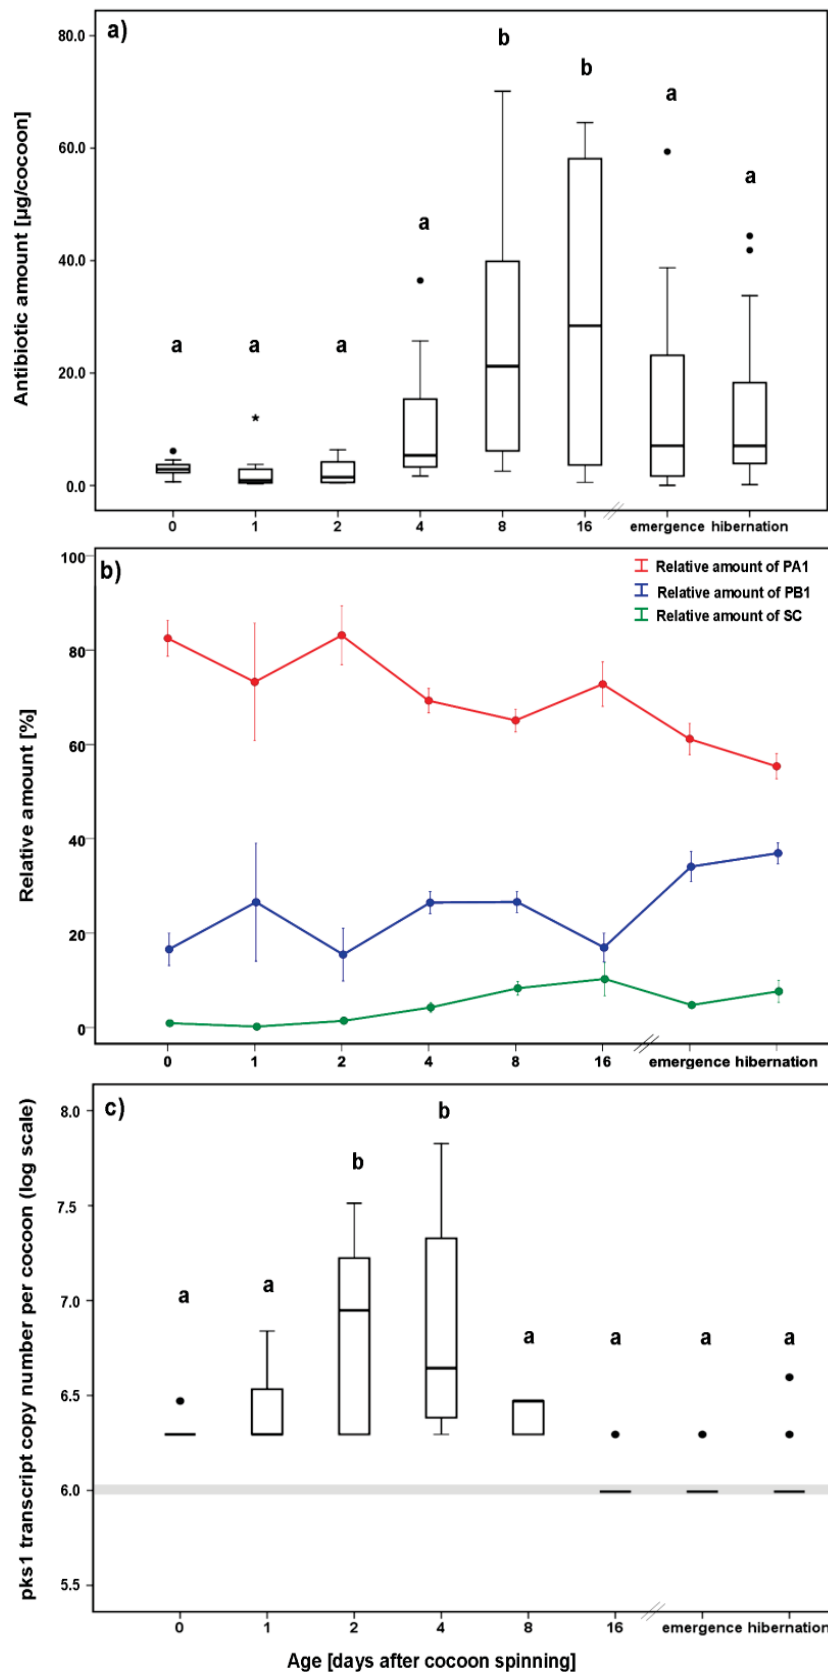 a)
Antibiotic amount [µg/cocoon]
80.0
60.0
40.0
20.0
0.0
a
a
a
a
b
b
a
a
*
0 1 2 4 8 16 emergence hibernation
b)
Relative amount [%]
100
80
60
40
20
0
Relative amount of PA1
Relative amount of PB1
Relative amount of SC
0 1 2 4 8 16 emergence hibernation
c)
pks1 transcript copy number per cocoon (log scale)
8.0
7.5
7.0
6.5
6.0
5.5
a
a
b
b
a
a
a
a
0 1 2 4 8 16 emergence hibernation
Age [days after cocoon spinning]